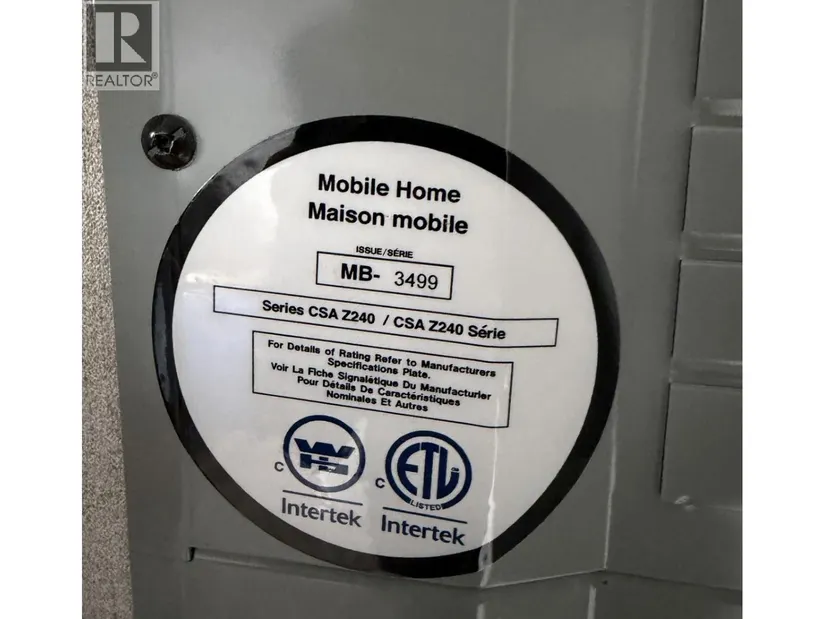 R
REALTOR®
Mobile Home
Maison mobile
ISSUE/SÉRIE
MB- 3499
Series CSA Z240 / CSA Z240 Série
For Details of Rating Refer to Manufacturers
Specifications Plate.
Voir La Fiche Signalétique Du Manufacturier
Pour Détails De Caractéristiques
Nominales Et Autres
C WH
Intertek
C ETL CM
LISTED
Intertek